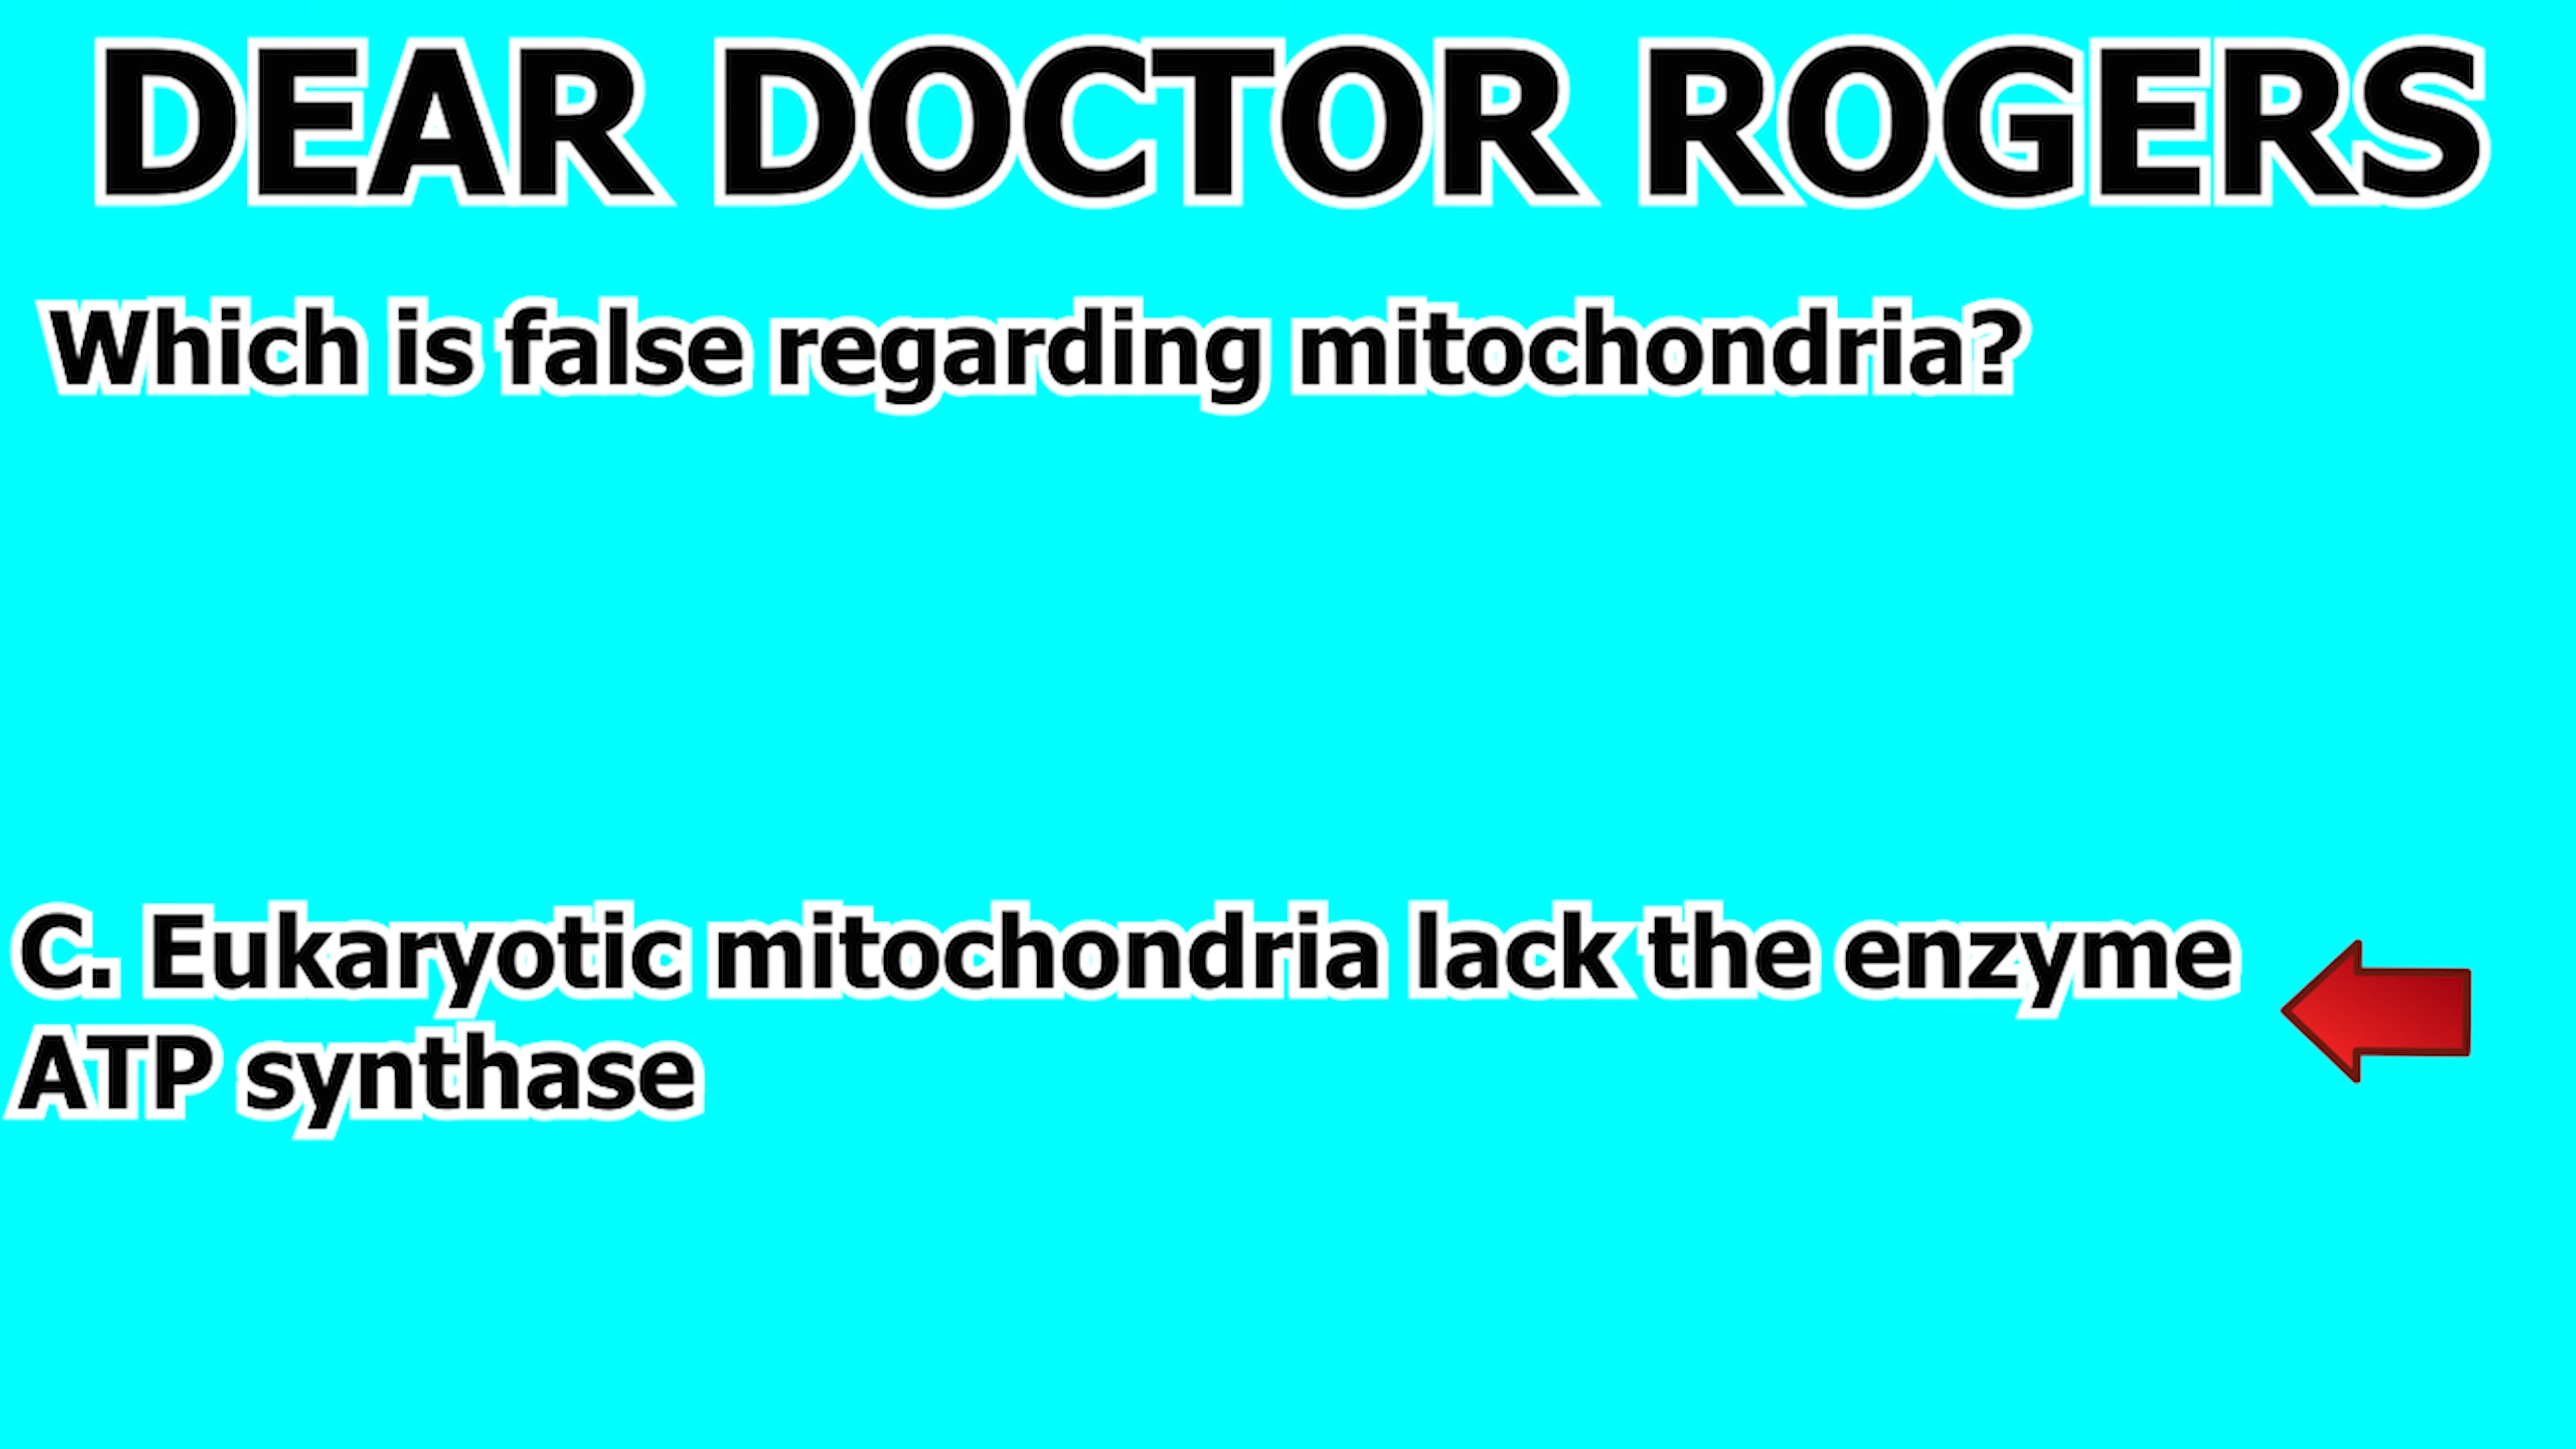 DEAR DOCTOR ROGERS
Which is false regarding mitochondria?
C. Eukaryotic mitochondria lack the enzyme
ATP synthase